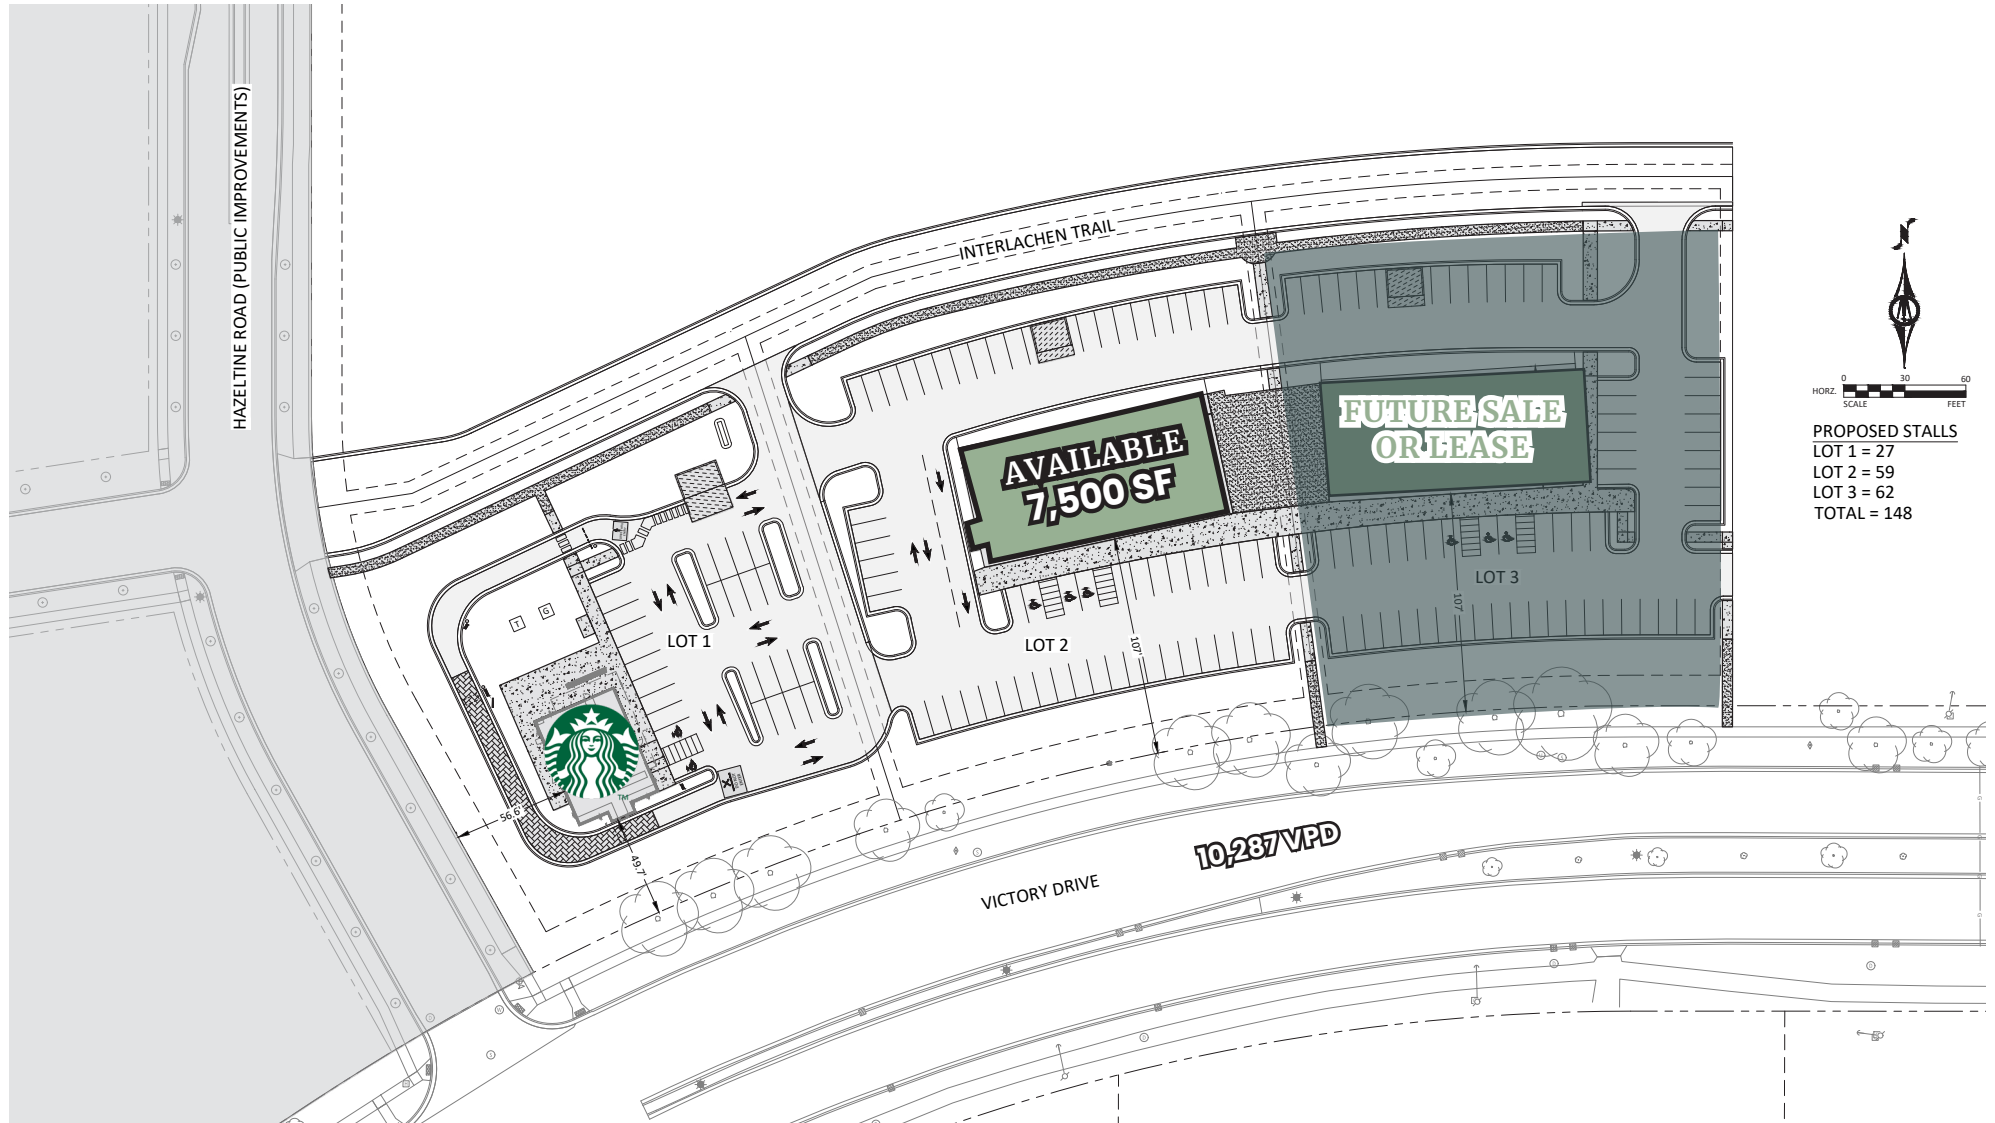 HAZELTINE ROAD (PUBLIC IMPROVEMENTS)
INTERLACHEN TRAIL
N
0 30 60
HORZ.
SCALE FEET
PROPOSED STALLS
LOT 1 = 27
LOT 2 = 59
LOT 3 = 62
TOTAL = 148
FUTURE SALE
OR LEASE
AVAILABLE
7,500 SF
LOT 3
107'
LOT 1
LOT 2
107'
T
G
TM
56.6'
49.7'
10,287 VPD
VICTORY DRIVE